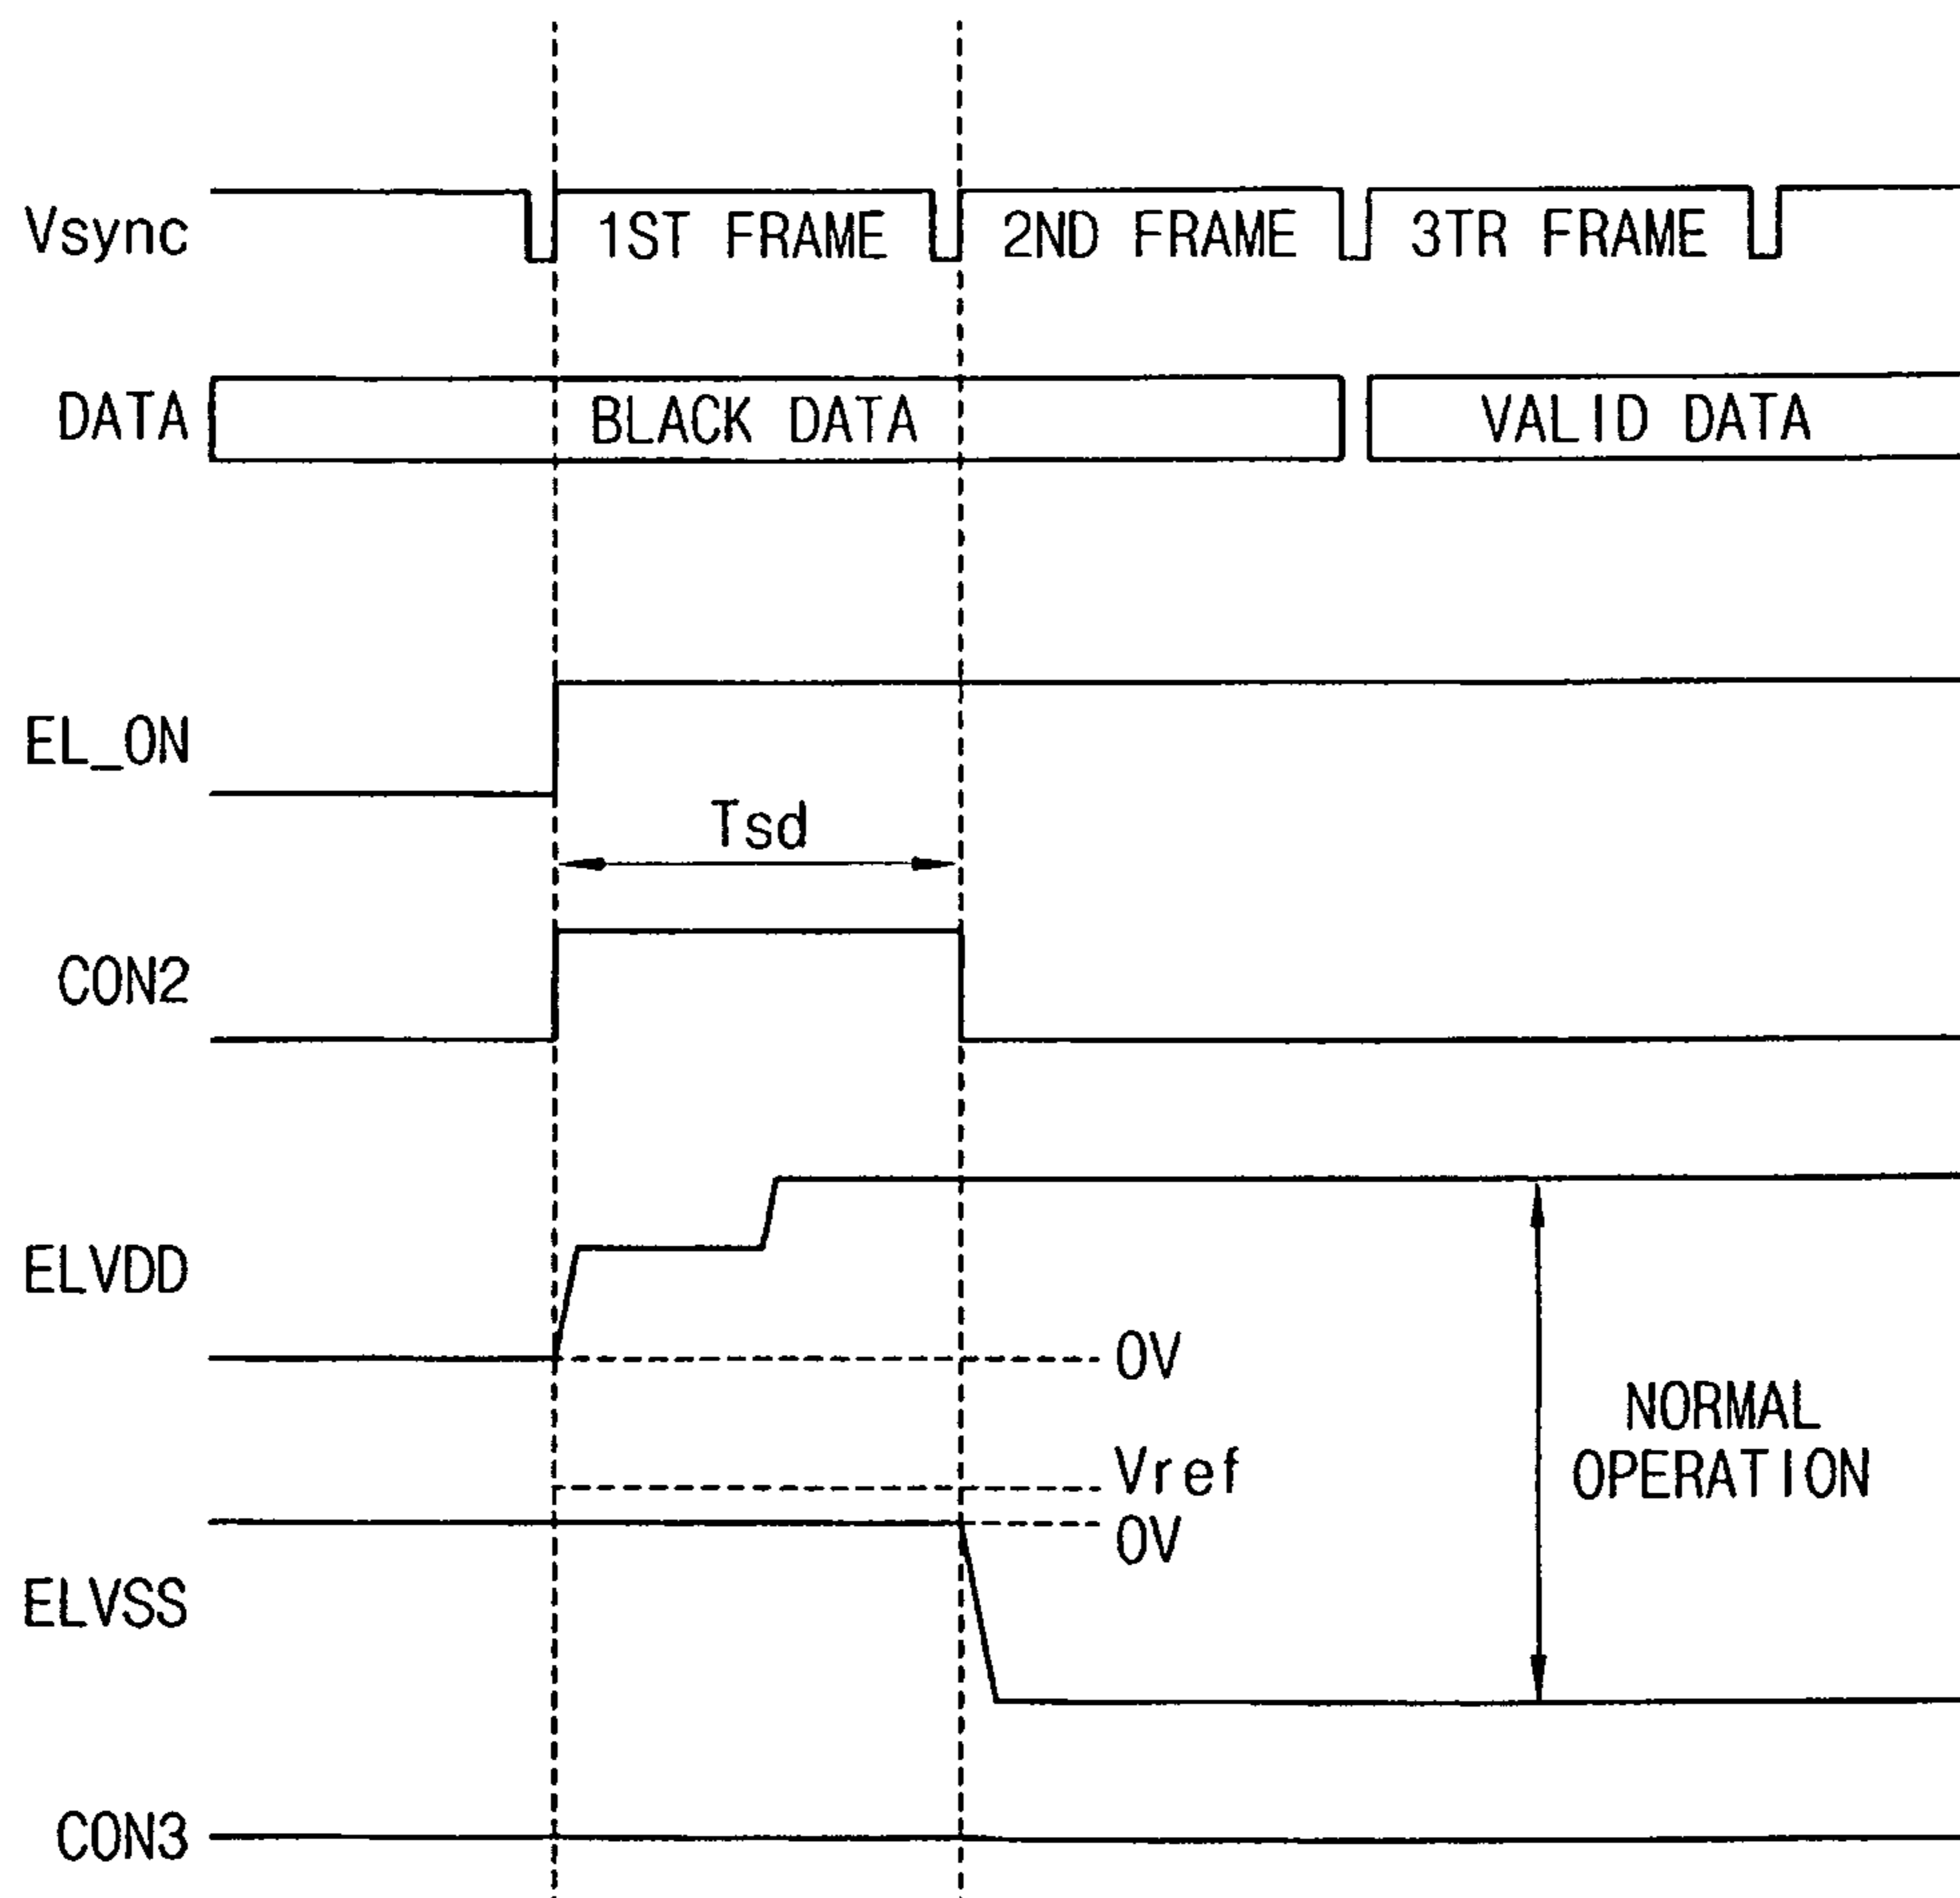 Vsync 1ST FRAME 2ND FRAME 3TR FRAME
DATA BLACK DATA VALID DATA
EL_ON
Tsd
CON2
ELVDD
0V
NORMAL
OPERATION
Vref
0V
ELVSS
CON3